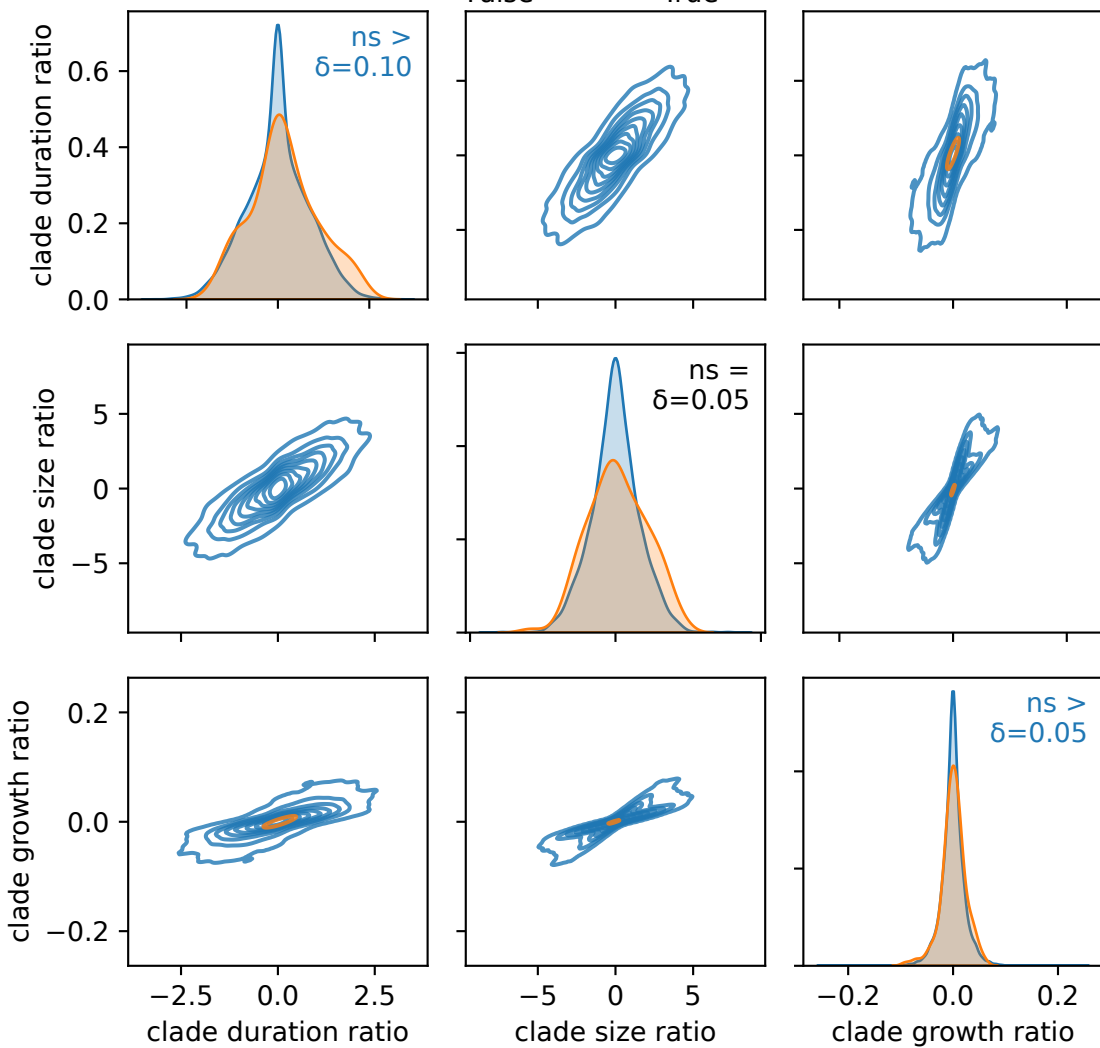 clade duration ratio
0.6
0.4
0.2
0.0
ns >
δ=0.10
clade size ratio
5
0
−5
ns =
δ=0.05
clade growth ratio
0.2
0.0
−0.2
ns >
δ=0.05
−2.5 0.0 2.5
−5 0 5
−0.2 0.0 0.2
clade duration ratio
clade size ratio
clade growth ratio